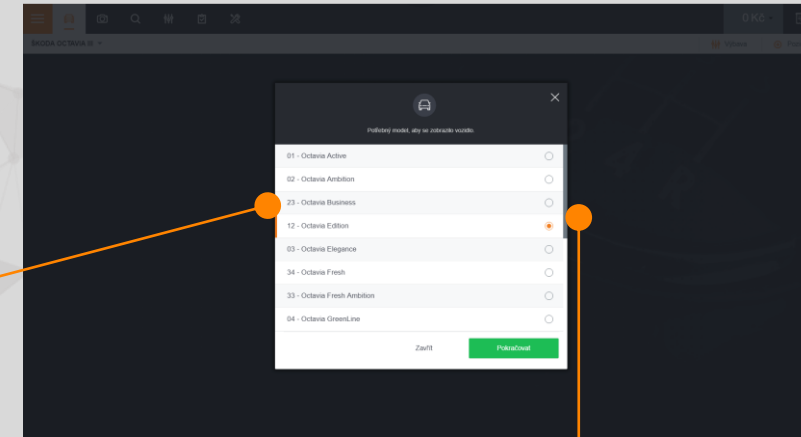 0 Kč
ŠKODA OCTAVIA III
Výbava
Potřebný model, aby se zobrazilo vozidlo.
01 - Octavia Active
02 - Octavia Ambition
23 - Octavia Business
12 - Octavia Edition
03 - Octavia Elegance
34 - Octavia Fresh
33 - Octavia Fresh Ambition
04 - Octavia GreenLine
Zavřít
Pokračovat